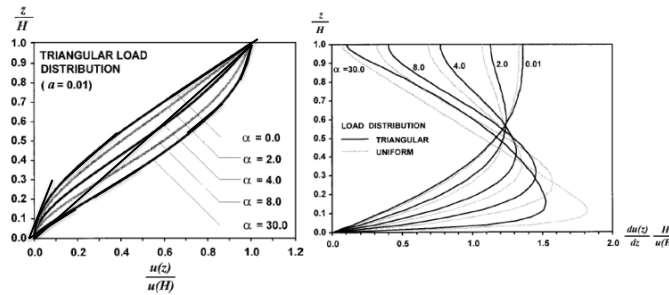 z
H
1.0
0.9
0.8
0.7
0.6
0.5
0.4
0.3
0.2
0.1
0.0
TRIANGULAR LOAD
DISTRIBUTION
( a = 0.01)
α = 0.0
α = 2.0
α = 4.0
α = 8.0
α = 30.0
0.0 0.2 0.4 0.6 0.8 1.0 1.2
u(z)
u(H)
z
H
1.0
0.9
0.8
0.7
0.6
0.5
0.4
0.3
0.2
0.1
0.0
α=30.0 8.0 4.0 2.0 0.01
LOAD DISTRIBUTION
TRIANGULAR
UNIFORM
0.0 0.5 1.0 1.5 2.0
du(z) H
dz u(H)